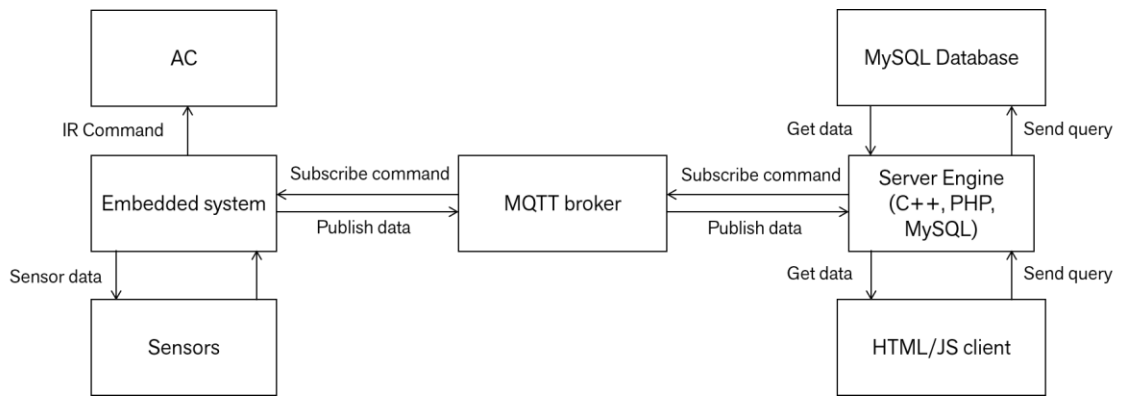 AC
MySQL Database
IR Command
Get data
Send query
Embedded system
Subscribe command
Publish data
MQTT broker
Subscribe command
Publish data
Server Engine
(C++, PHP,
MySQL)
Sensor data
Get data
Send query
Sensors
HTML/JS client